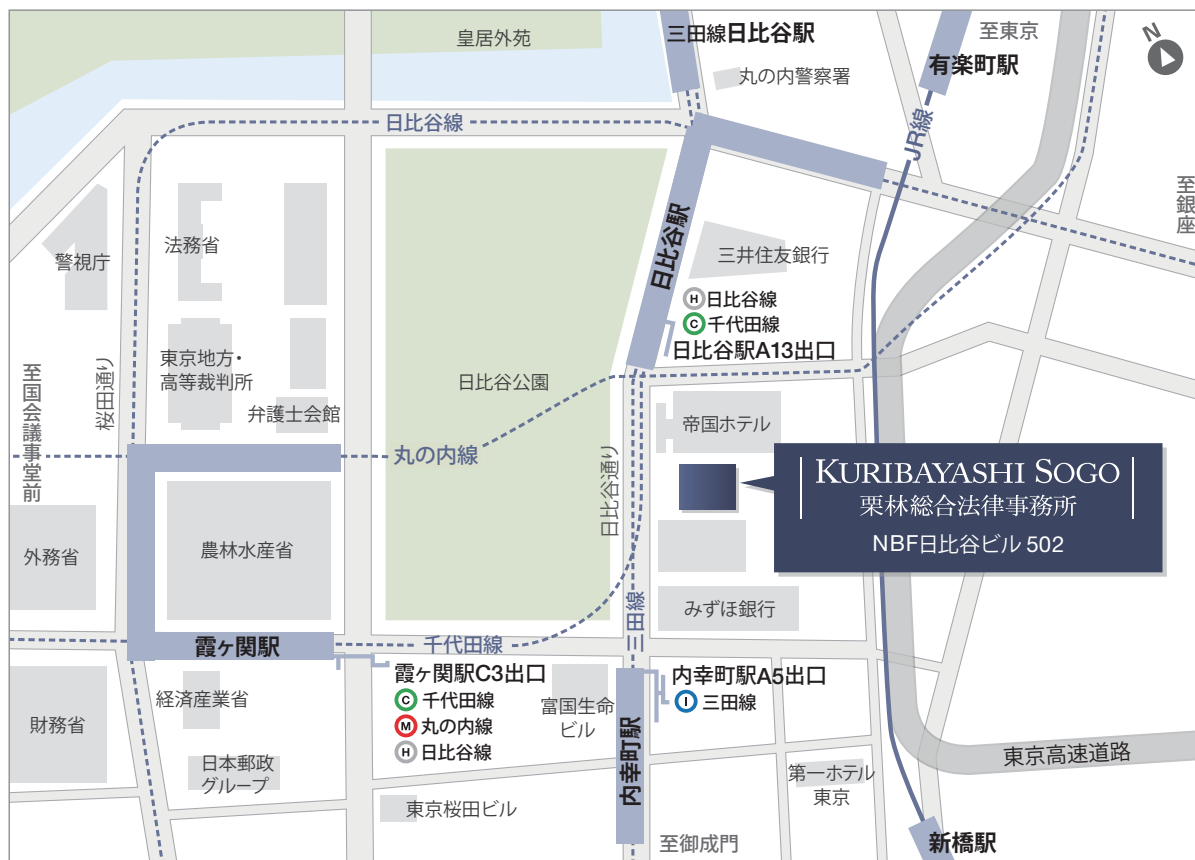 皇居外苑
三田線日比谷駅
至東京
有楽町駅
N
丸の内警察署
日比谷線
JR線
至銀座
警視庁
法務省
日比谷駅
三井住友銀行
H 日比谷線
C 千代田線
日比谷駅A13出口
東京地方・
高等裁判所
弁護士会館
桜田通り
至国会議事堂前
日比谷公園
帝国ホテル
丸の内線
日比谷通り
KURIBAYASHI SOGO
栗林総合法律事務所
NBF日比谷ビル 502
外務省
農林水産省
みずほ銀行
三田線
霞ヶ関駅
千代田線
霞ヶ関駅C3出口
C 千代田線
M 丸の内線
H 日比谷線
内幸町駅A5出口
I 三田線
富国生命
ビル
内幸町駅
財務省
経済産業省
日本郵政
グループ
東京桜田ビル
第一ホテル
東京
東京高速道路
至御成門
新橋駅